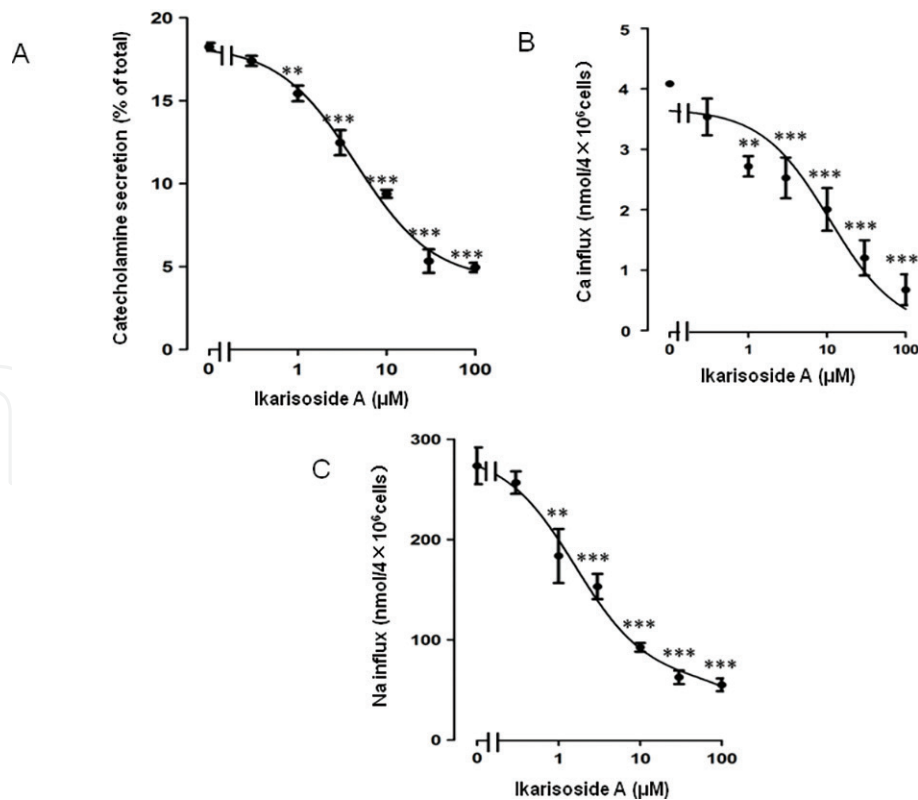 A
Catecholamine secretion (% of total)
20
15
10
5
0
**
***
***
***
***
0 1 10 100
Ikarisoside A (µM)
B
Ca influx (nmol/4×10⁶cells)
5
4
3
2
1
0
**
***
***
***
***
0 1 10 100
Ikarisoside A (µM)
C
Na influx (nmol/4×10⁶cells)
300
200
100
0
**
***
***
***
***
0 1 10 100
Ikarisoside A (µM)